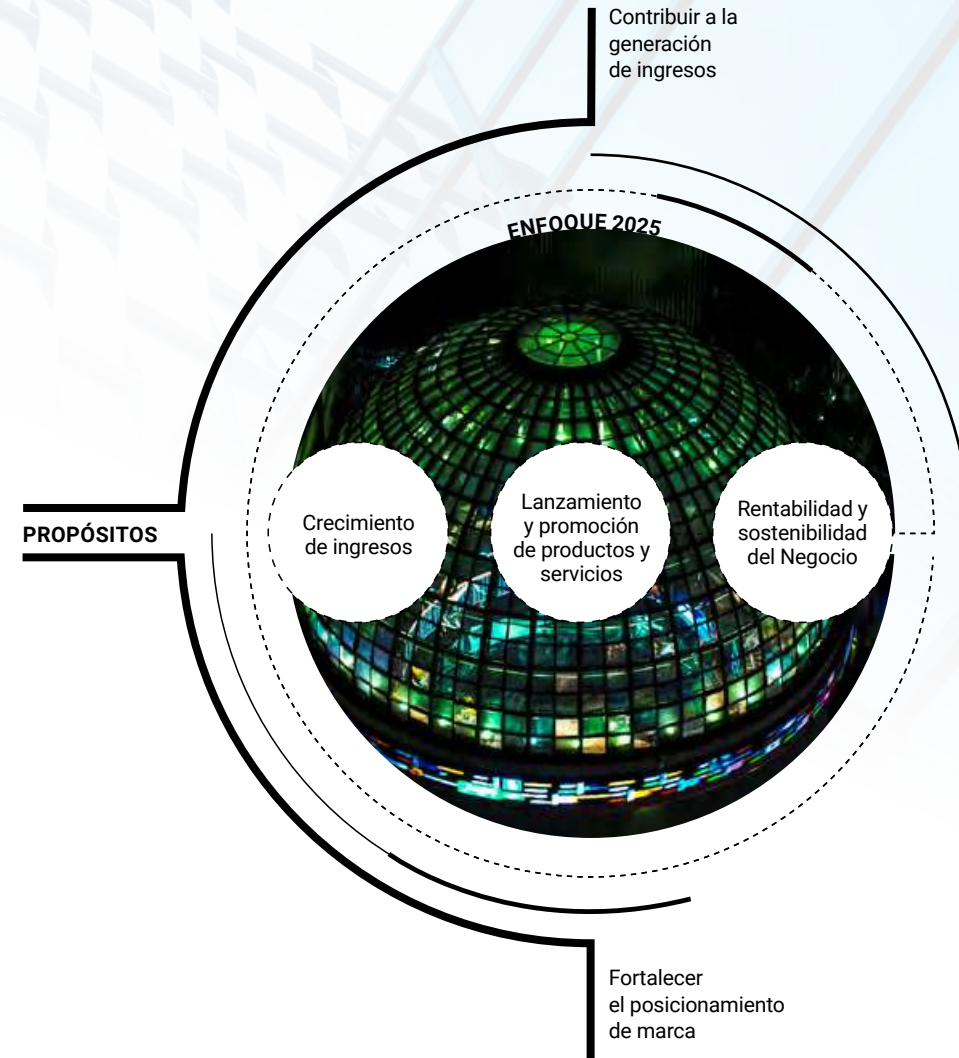 Contribuir a la
generación
de ingresos
ENFOQUE 2025
PROPÓSITOS
Crecimiento
de ingresos
Lanzamiento
y promoción
de productos y
servicios
Rentabilidad y
sostenibilidad
del Negocio
Fortalecer
el posicionamiento
de marca